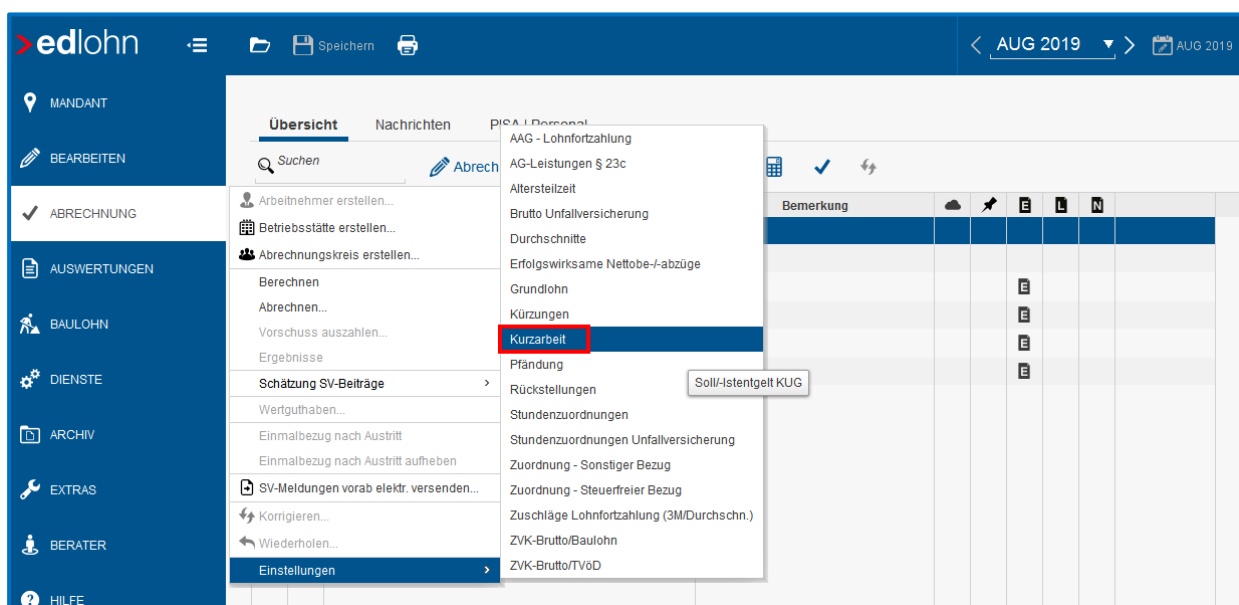 edlohn
Speichern
AUG 2019
AUG 2019
MANDANT
BEARBEITEN
ABRECHNUNG
AUSWERTUNGEN
BAULOHN
DIENSTE
ARCHIV
EXTRAS
BERATER
HILFE
Übersicht
Nachrichten
PISA | Personal
Suchen
Abrech
Bemerkung
E
L
N
E
E
E
E
Arbeitnehmer erstellen...
Betriebsstätte erstellen...
Abrechnungskreis erstellen...
Berechnen
Abrechnen...
Vorschuss auszahlen...
Ergebnisse
Schätzung SV-Beiträge
Wertguthaben...
Einmalbezug nach Austritt
Einmalbezug nach Austritt aufheben
SV-Meldungen vorab elektr. versenden...
Korrigieren...
Wiederholen...
Einstellungen
AAG - Lohnfortzahlung
AG-Leistungen § 23c
Altersteilzeit
Brutto Unfallversicherung
Durchschnitte
Erfolgswirksame Nettobe-/-abzüge
Grundlohn
Kürzungen
Kurzarbeit
Pfändung
Rückstellungen
Stundenzuordnungen
Stundenzuordnungen Unfallversicherung
Zuordnung - Sonstiger Bezug
Zuordnung - Steuerfreier Bezug
Zuschläge Lohnfortzahlung (3M/Durchschn.)
ZVK-Brutto/Baulohn
ZVK-Brutto/TVöD
Soll/-Istentgelt KUG